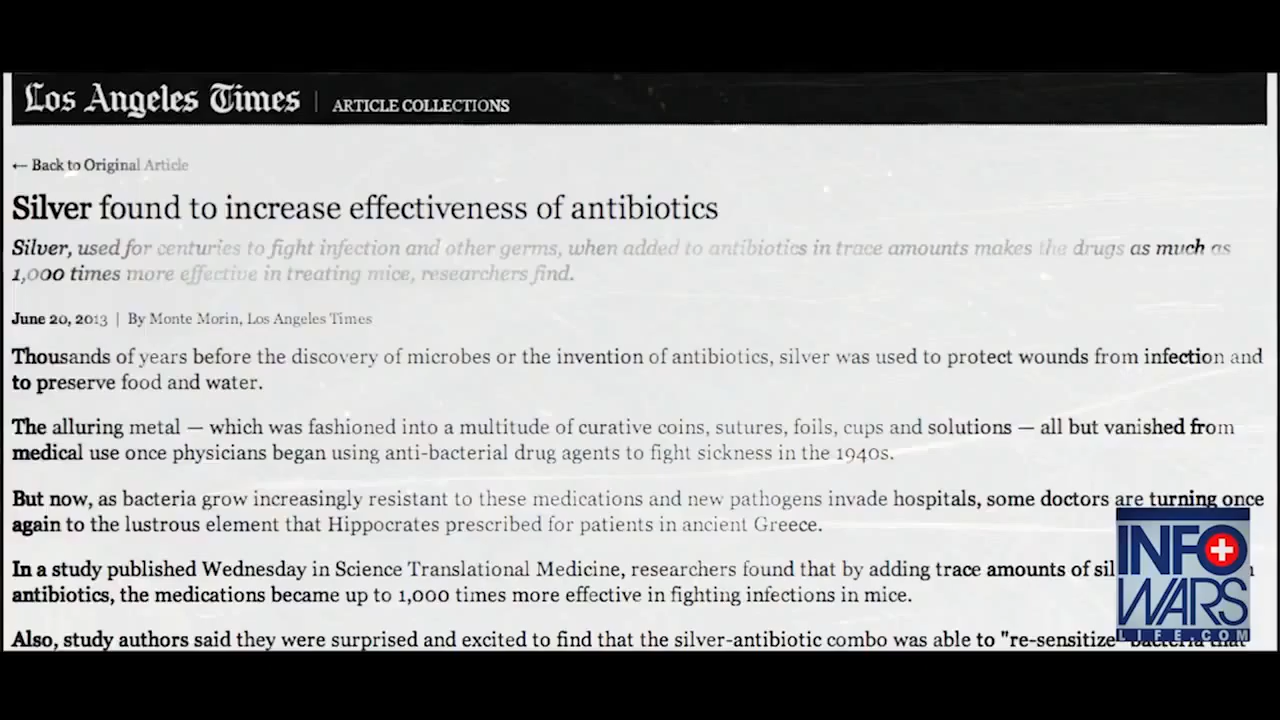 Los Angeles Times | ARTICLE COLLECTIONS
← Back to Original Article
Silver found to increase effectiveness of antibiotics
Silver, used for centuries to fight infection and other germs, when added to antibiotics in trace amounts makes the drugs as much as
1,000 times more effective in treating mice, researchers find.
June 20, 2013 | By Monte Morin, Los Angeles Times
Thousands of years before the discovery of microbes or the invention of antibiotics, silver was used to protect wounds from infection and
to preserve food and water.
The alluring metal — which was fashioned into a multitude of curative coins, sutures, foils, cups and solutions — all but vanished from
medical use once physicians began using anti-bacterial drug agents to fight sickness in the 1940s.
But now, as bacteria grow increasingly resistant to these medications and new pathogens invade hospitals, some doctors are turning once
again to the lustrous element that Hippocrates prescribed for patients in ancient Greece.
In a study published Wednesday in Science Translational Medicine, researchers found that by adding trace amounts of
antibiotics, the medications became up to 1,000 times more effective in fighting infections in mice.
Also, study authors said they were surprised and excited to find that the silver-antibiotic combo was able to "re-sensitize" bacteria that
INFO
WARS
LIFE.COM